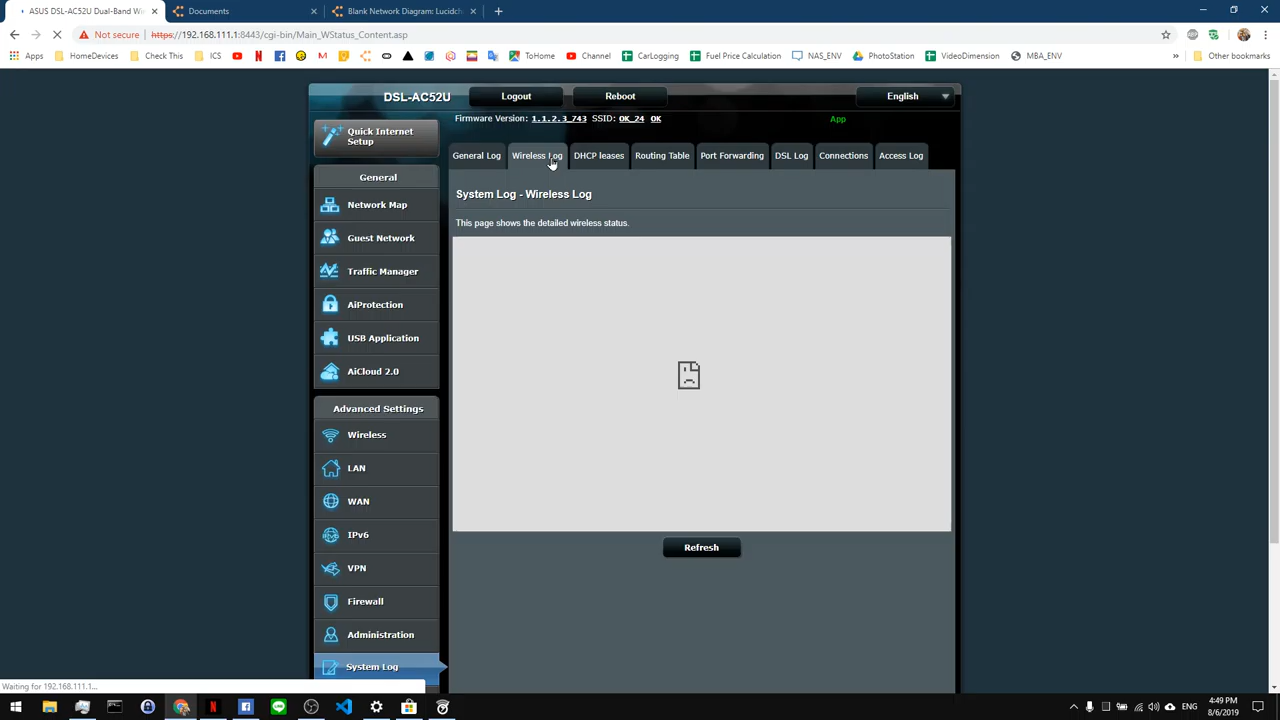 ASUS DSL-AC52U Dual-Band Wi
Documents
Blank Network Diagram: Lucidch
Not secure
https://192.168.111.1:8443/cgi-bin/Main_WStatus_Content.asp
Apps
HomeDevices
Check This
ICS
ToHome
Channel
CarLogging
Fuel Price Calculation
NAS_ENV
PhotoStation
VideoDimension
MBA_ENV
»
Other bookmarks
DSL-AC52U
Logout
Reboot
English
Firmware Version: 1.1.2.3_743 SSID: OK_24 OK
App
Quick Internet
Setup
General Log
Wireless Log
DHCP leases
Routing Table
Port Forwarding
DSL Log
Connections
Access Log
General
Network Map
Guest Network
Traffic Manager
AiProtection
USB Application
AiCloud 2.0
Advanced Settings
Wireless
LAN
WAN
IPv6
VPN
Firewall
Administration
System Log
System Log - Wireless Log
This page shows the detailed wireless status.
Refresh
Waiting for 192.168.111.1...
4:49 PM
8/6/2019